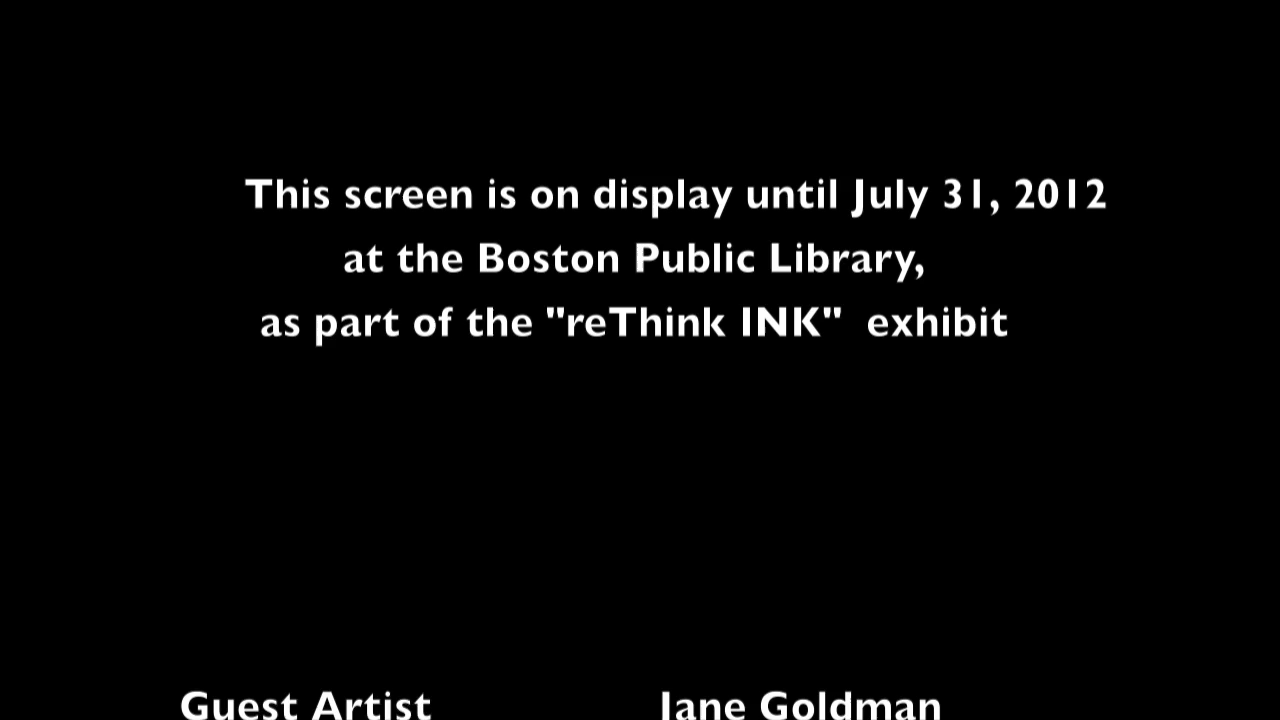 This screen is on display until July 31, 2012
at the Boston Public Library,
as part of the "reThink INK"  exhibit
Guest Artist Jane Goldman